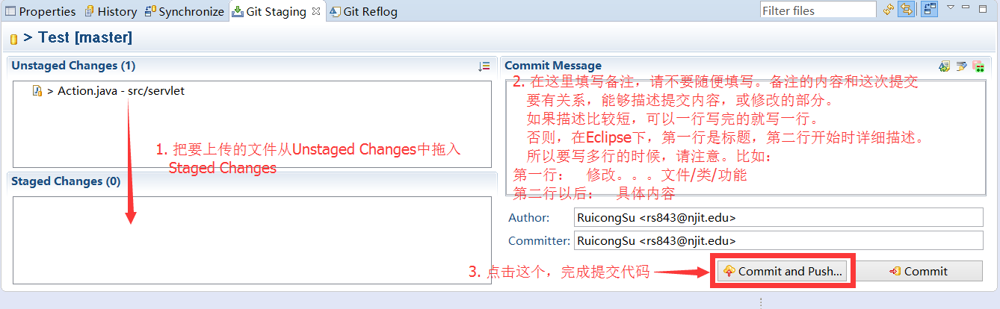 Properties History Synchronize Git Staging Git Reflog Filter files
> Test [master]
Unstaged Changes (1)
> Action.java - src/servlet
1. 把要上传的文件从Unstaged Changes中拖入
Staged Changes
Staged Changes (0)
Commit Message
2. 在这里填写备注，请不要随便填写。备注的内容和这次提交
要有关系，能够描述提交内容，或修改的部分。
如果描述比较短，可以一行写完的就写一行。
否则，在Eclipse下，第一行是标题，第二行开始时详细描述。
所以要写多行的时候，请注意。比如：
第一行： 修改。。。文件/类/功能
第二行以后： 具体内容
Author: RuicongSu <rs843@njit.edu>
Committer: RuicongSu <rs843@njit.edu>
3. 点击这个，完成提交代码
Commit and Push... Commit